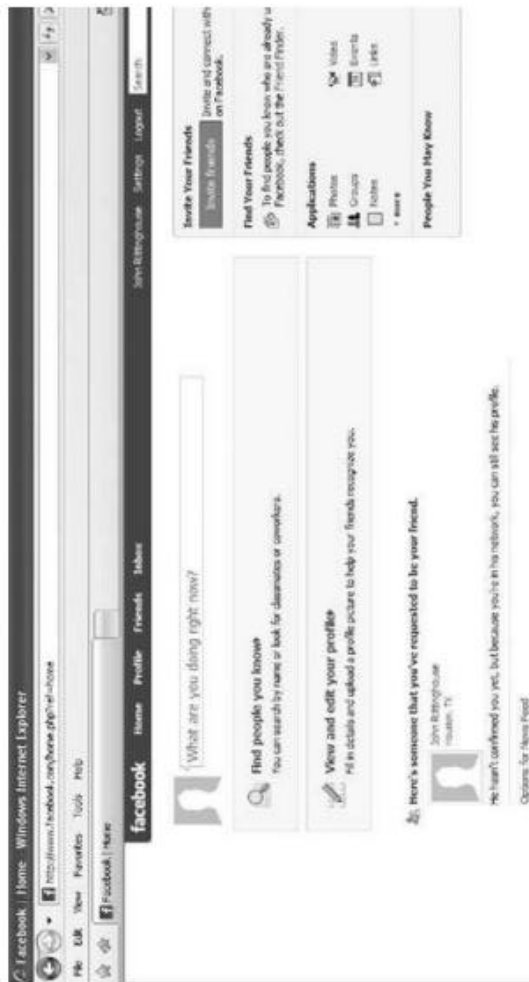 Facebook | Home - Windows Internet Explorer
http://www.facebook.com/home.php?ref=home
File Edit View Favorites Tools Help
Facebook | Home
facebook Home Profile Friends Inbox John Rittinghouse Settings Logout Search
What are you doing right now?
Find people you know
You can search by name or look for classmates or coworkers.
View and edit your profile
Fill in details and upload a profile picture to help your friends recognize you.
Here's someone that you've requested to be your friend.
John Rittinghouse
Houston, TX
He hasn't confirmed you yet, but because you're in his network, you can still see his profile.
Options for News Feed
Invite Your Friends
Invite Friends
Invite and connect with
on Facebook.
Find Your Friends
To find people you know who are already u
Facebook, check out the Friend Finder.
Applications
Photos Video
Groups Events
Notes Links
more
People You May Know